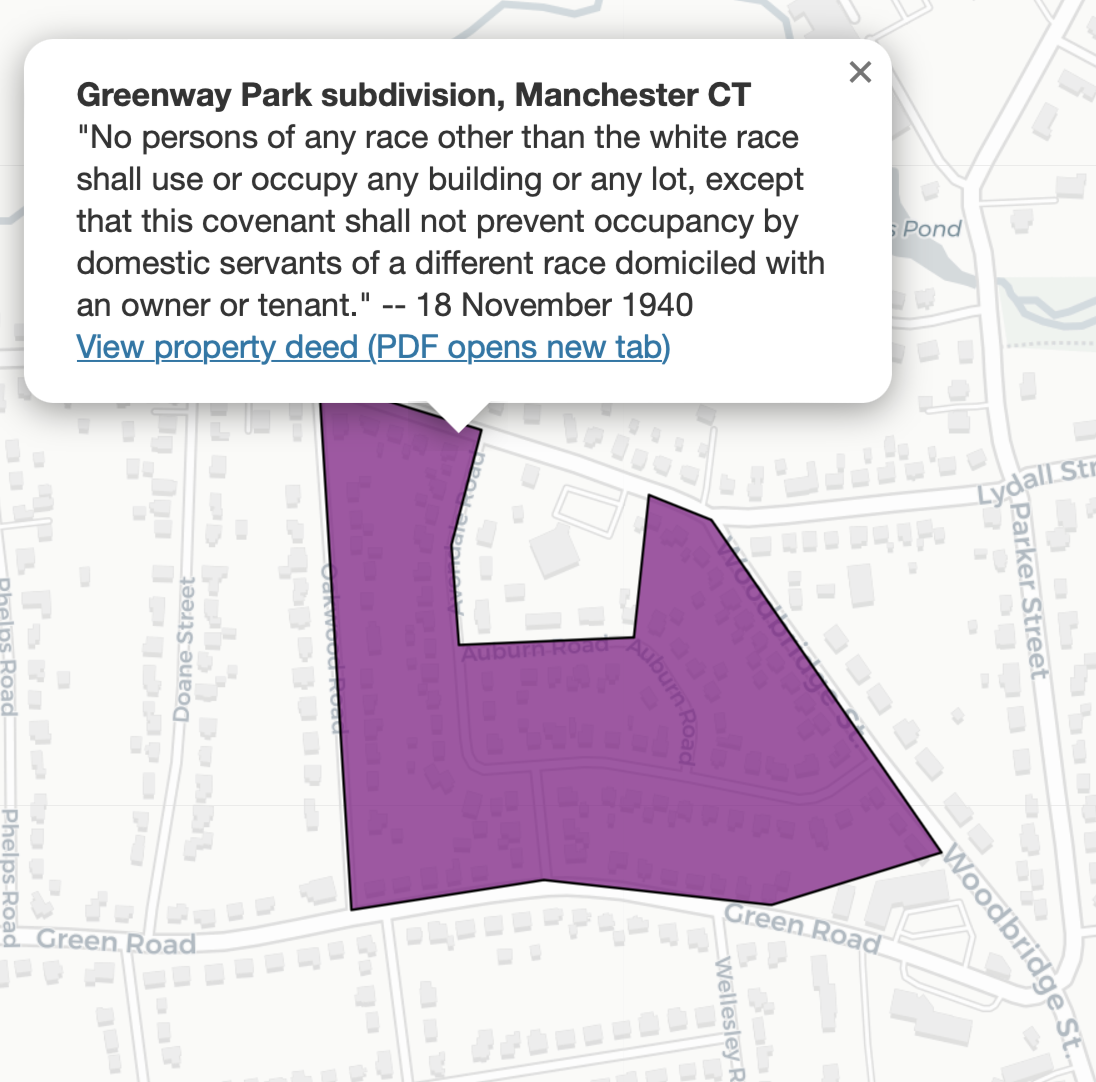 Greenway Park subdivision, Manchester CT
"No persons of any race other than the white race
shall use or occupy any building or any lot, except
that this covenant shall not prevent occupancy by
domestic servants of a different race domiciled with
an owner or tenant." -- 18 November 1940
View property deed (PDF opens new tab)
Pond
Lydall Str
Parker Street
Oakwood Road
Doane Street
Phelps Road
Auburn Road
Auburn Road
Woodbridge St.
Phelps Road
Green Road
Green Road
Woodbridge St.
Wellesley R